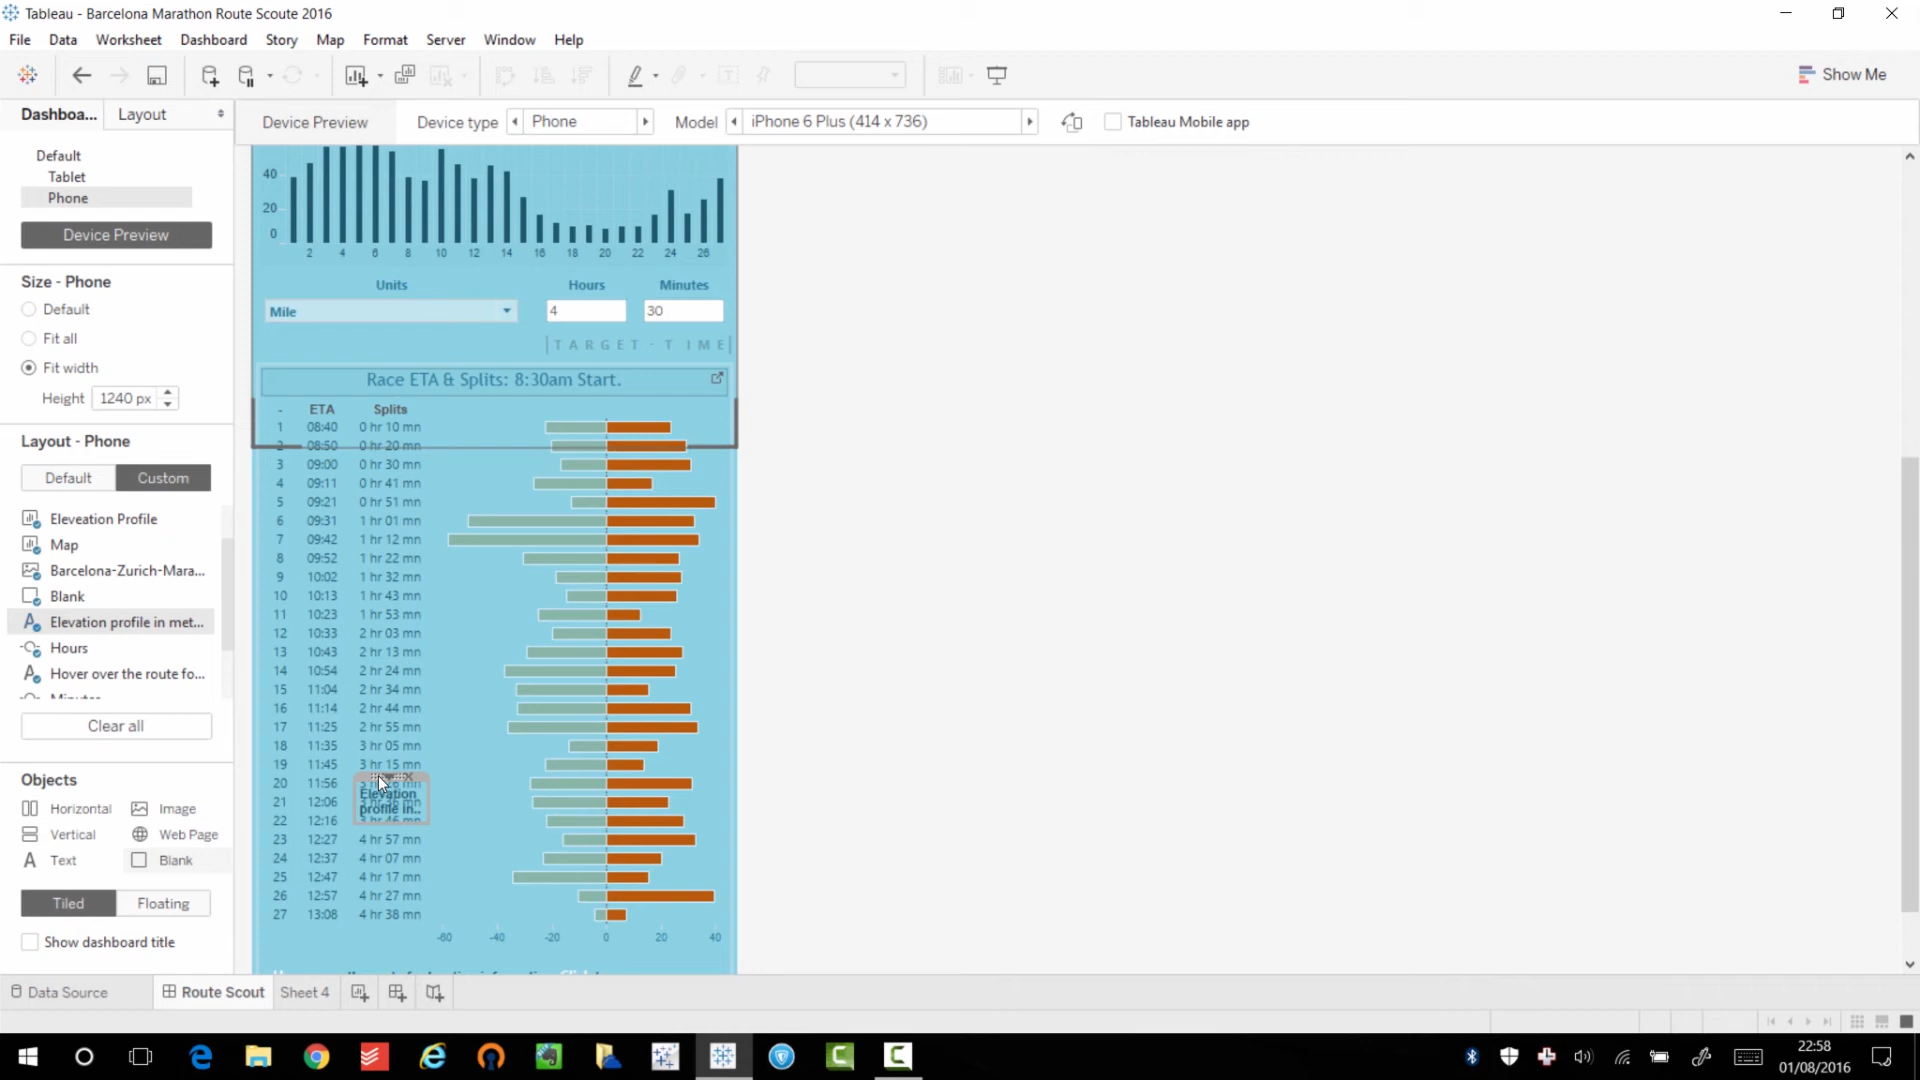 Tableau - Barcelona Marathon Route Scoute 2016
File Data Worksheet Dashboard Story Map Format Server Window Help
Show Me
Dashboa... Layout
Device Preview Device type Phone Model iPhone 6 Plus (414 x 736) Tableau Mobile app
Default
Tablet
Phone
Device Preview
Size - Phone
Default
Fit all
Fit width
Height 1240 px
Layout - Phone
Default Custom
Eleveation Profile
Map
Barcelona-Zurich-Mara...
Blank
Elevation profile in met...
Hours
Hover over the route fo...
Minutes
Clear all
Objects
Horizontal Image
Vertical Web Page
Text Blank
Tiled Floating
Show dashboard title
40
20
0
2 4 6 8 10 12 14 16 18 20 22 24 26
Units Hours Minutes
Mile 4 30
|TARGET-TIME|
Race ETA & Splits: 8:30am Start.
- ETA Splits
1 08:40 0 hr 10 mn
2 08:50 0 hr 20 mn
3 09:00 0 hr 30 mn
4 09:11 0 hr 41 mn
5 09:21 0 hr 51 mn
6 09:31 1 hr 01 mn
7 09:42 1 hr 12 mn
8 09:52 1 hr 22 mn
9 10:02 1 hr 32 mn
10 10:13 1 hr 43 mn
11 10:23 1 hr 53 mn
12 10:33 2 hr 03 mn
13 10:43 2 hr 13 mn
14 10:54 2 hr 24 mn
15 11:04 2 hr 34 mn
16 11:14 2 hr 44 mn
17 11:25 2 hr 55 mn
18 11:35 3 hr 05 mn
19 11:45 3 hr 15 mn
20 11:56
Elevation
21 12:06
profile in..
22 12:16 3 hr 46 mn
23 12:27 4 hr 57 mn
24 12:37 4 hr 07 mn
25 12:47 4 hr 17 mn
26 12:57 4 hr 27 mn
27 13:08 4 hr 38 mn
-60 -40 -20 0 20 40
Data Source Route Scout Sheet 4
22:58
01/08/2016